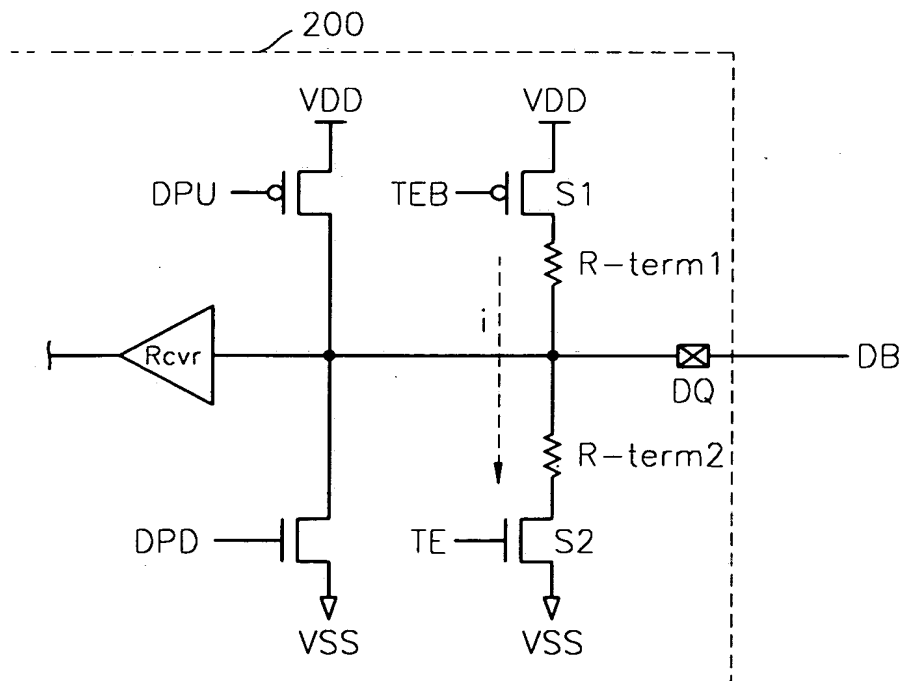 200
VDD
VDD
DPU
TEB
S1
R-term1
i
Rcvr
DQ
DB
R-term2
DPD
TE
S2
VSS
VSS